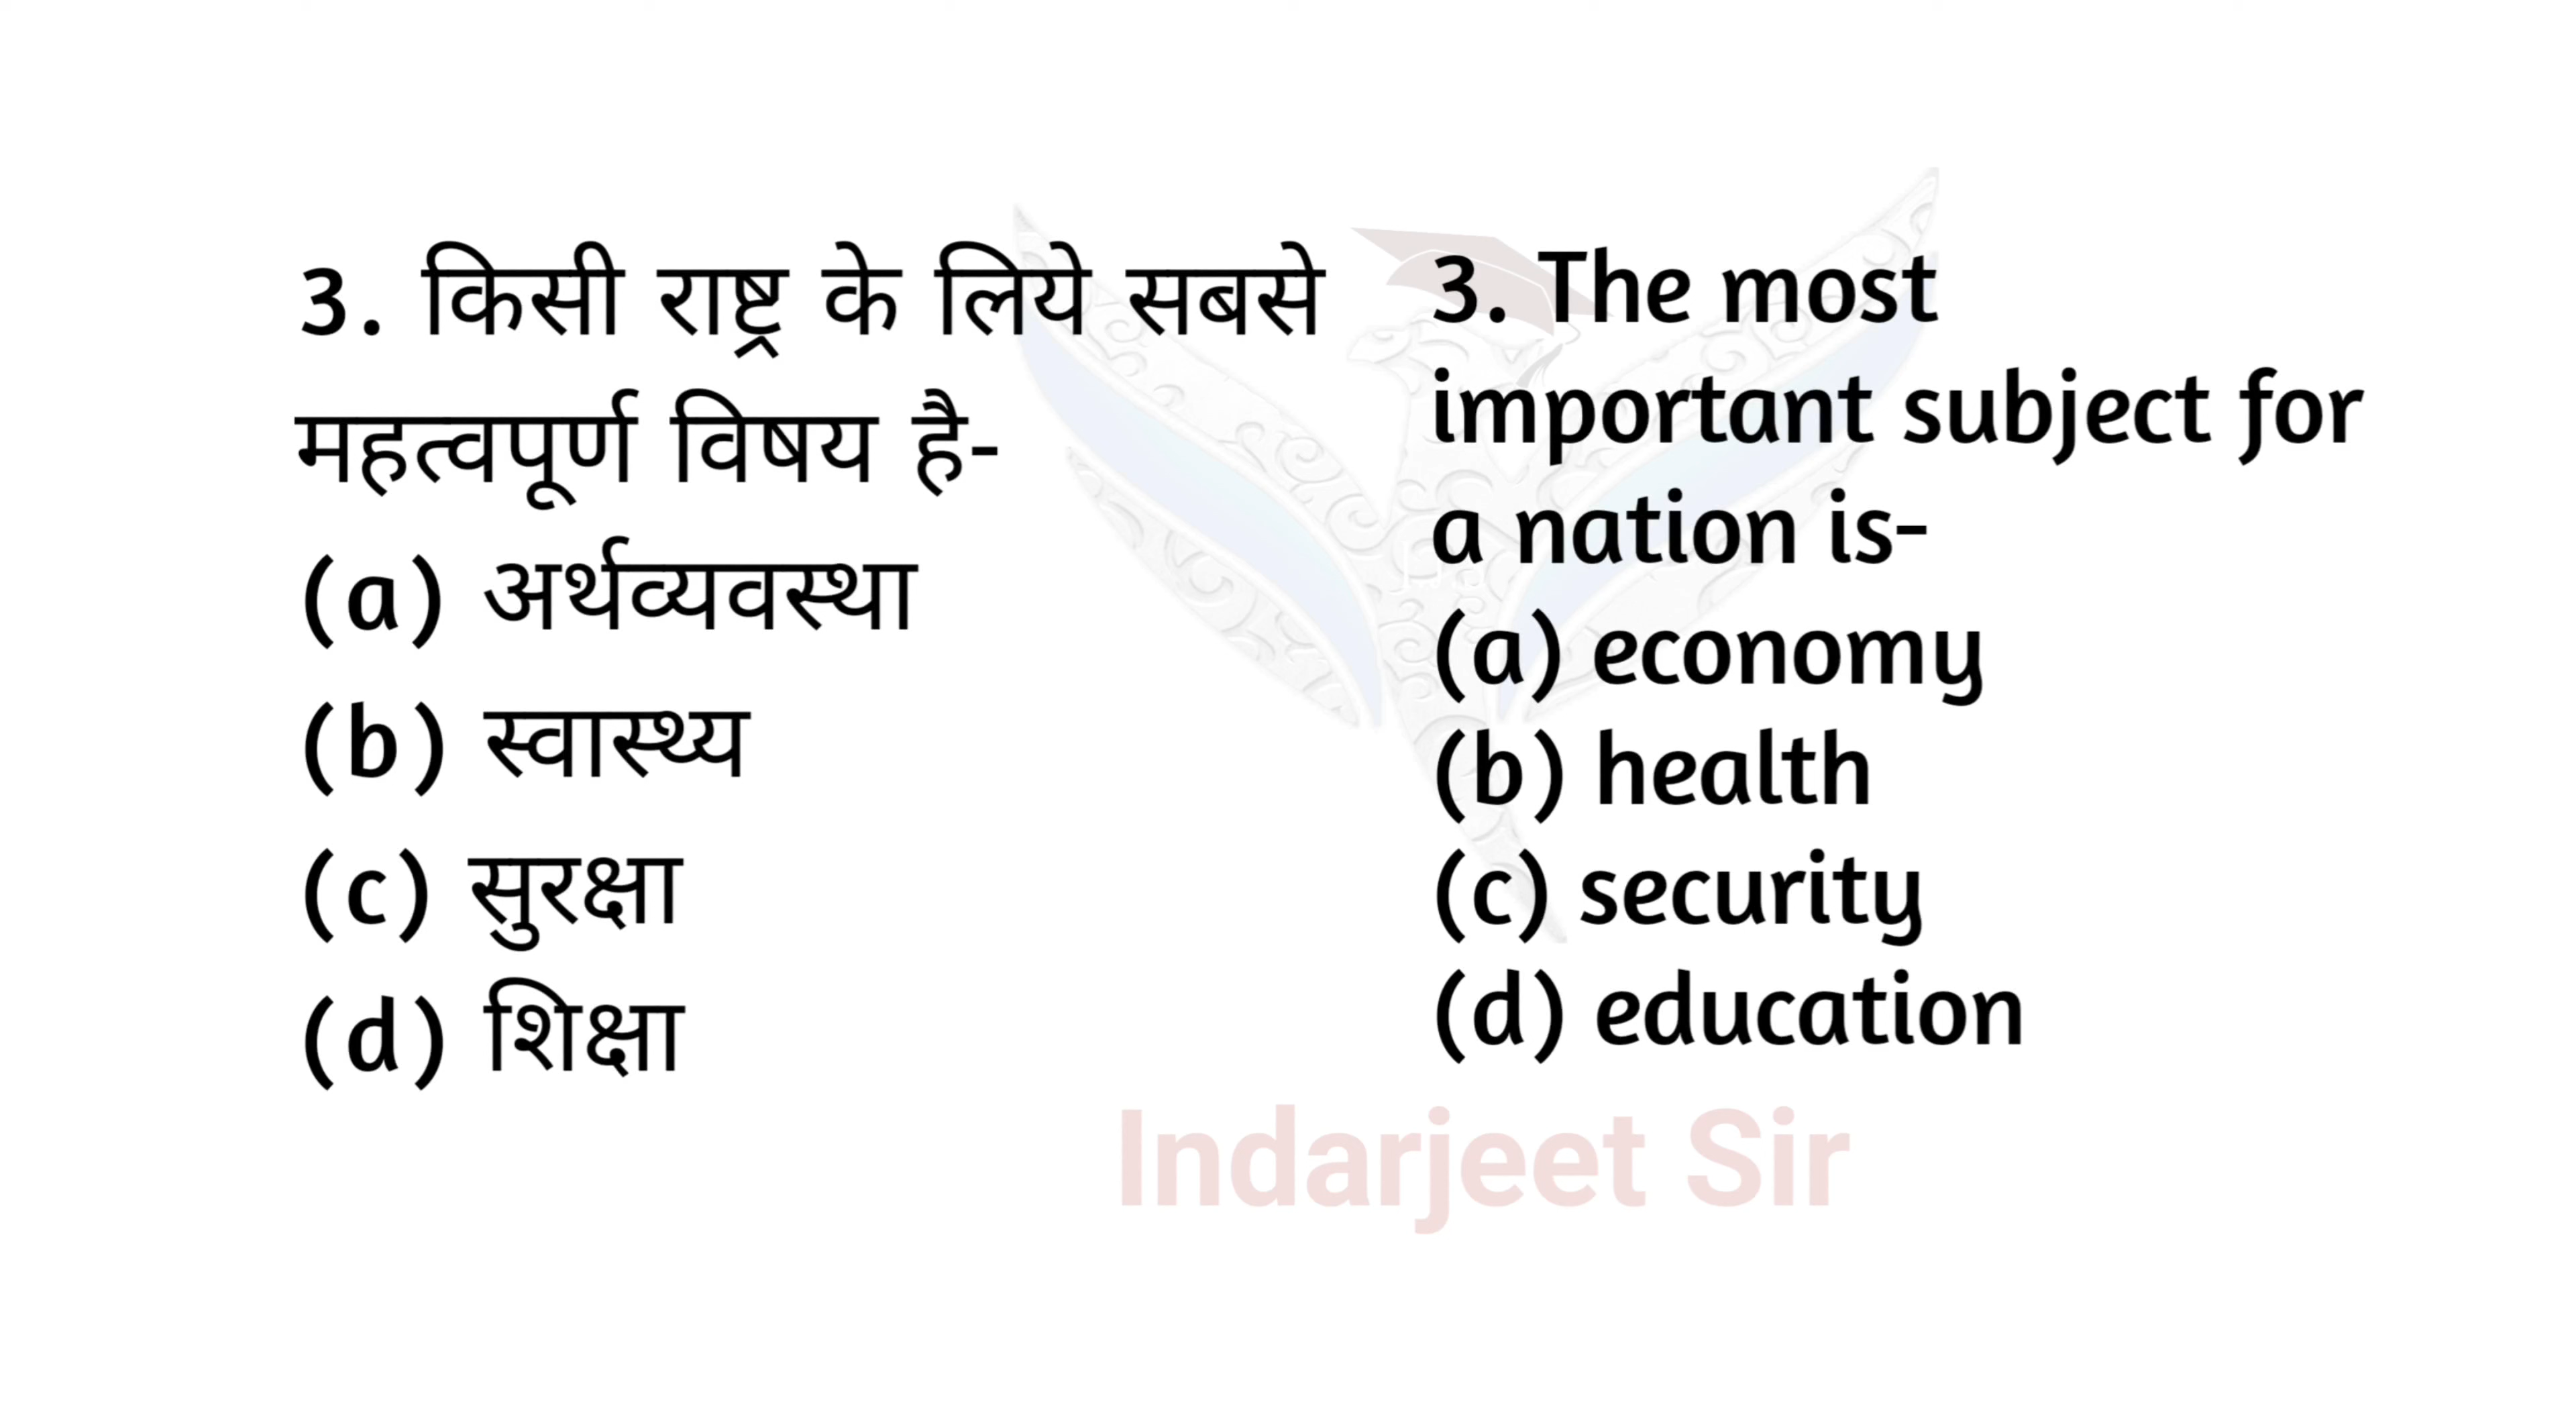 3. किसी राष्ट्र के लिये सबसे
महत्वपूर्ण विषय है-
(a) अर्थव्यवस्था
(b) स्वास्थ्य
(c) सुरक्षा
(d) शिक्षा
3. The most
important subject for
a nation is-
(a) economy
(b) health
(c) security
(d) education
Indarjeet Sir